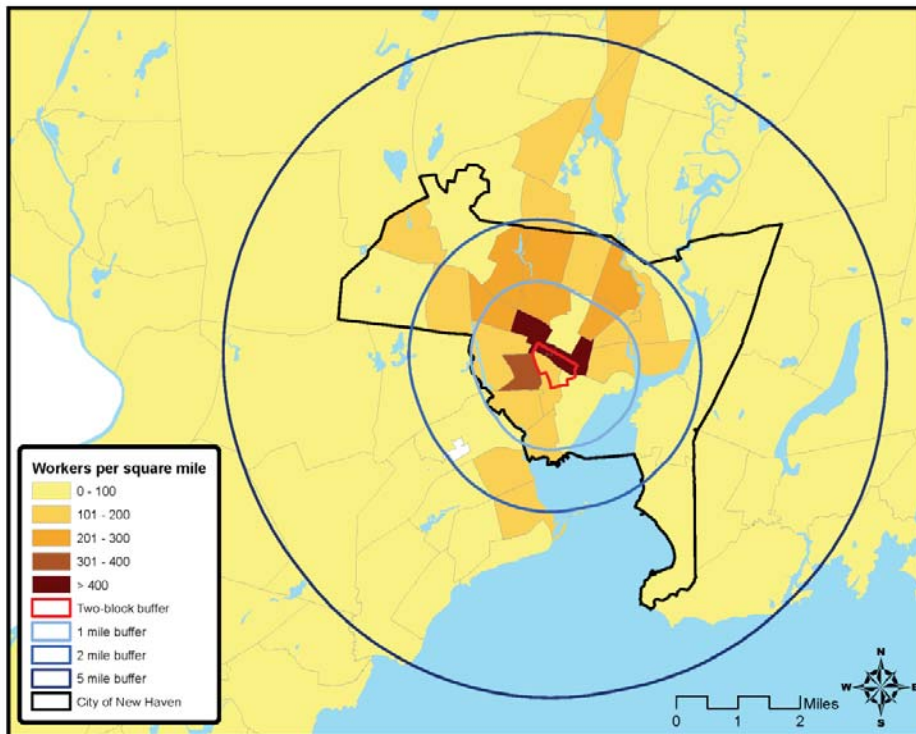 Workers per square mile
0 - 100
101 - 200
201 - 300
301 - 400
> 400
Two-block buffer
1 mile buffer
2 mile buffer
5 mile buffer
City of New Haven
N
W
E
S
Miles
0 1 2